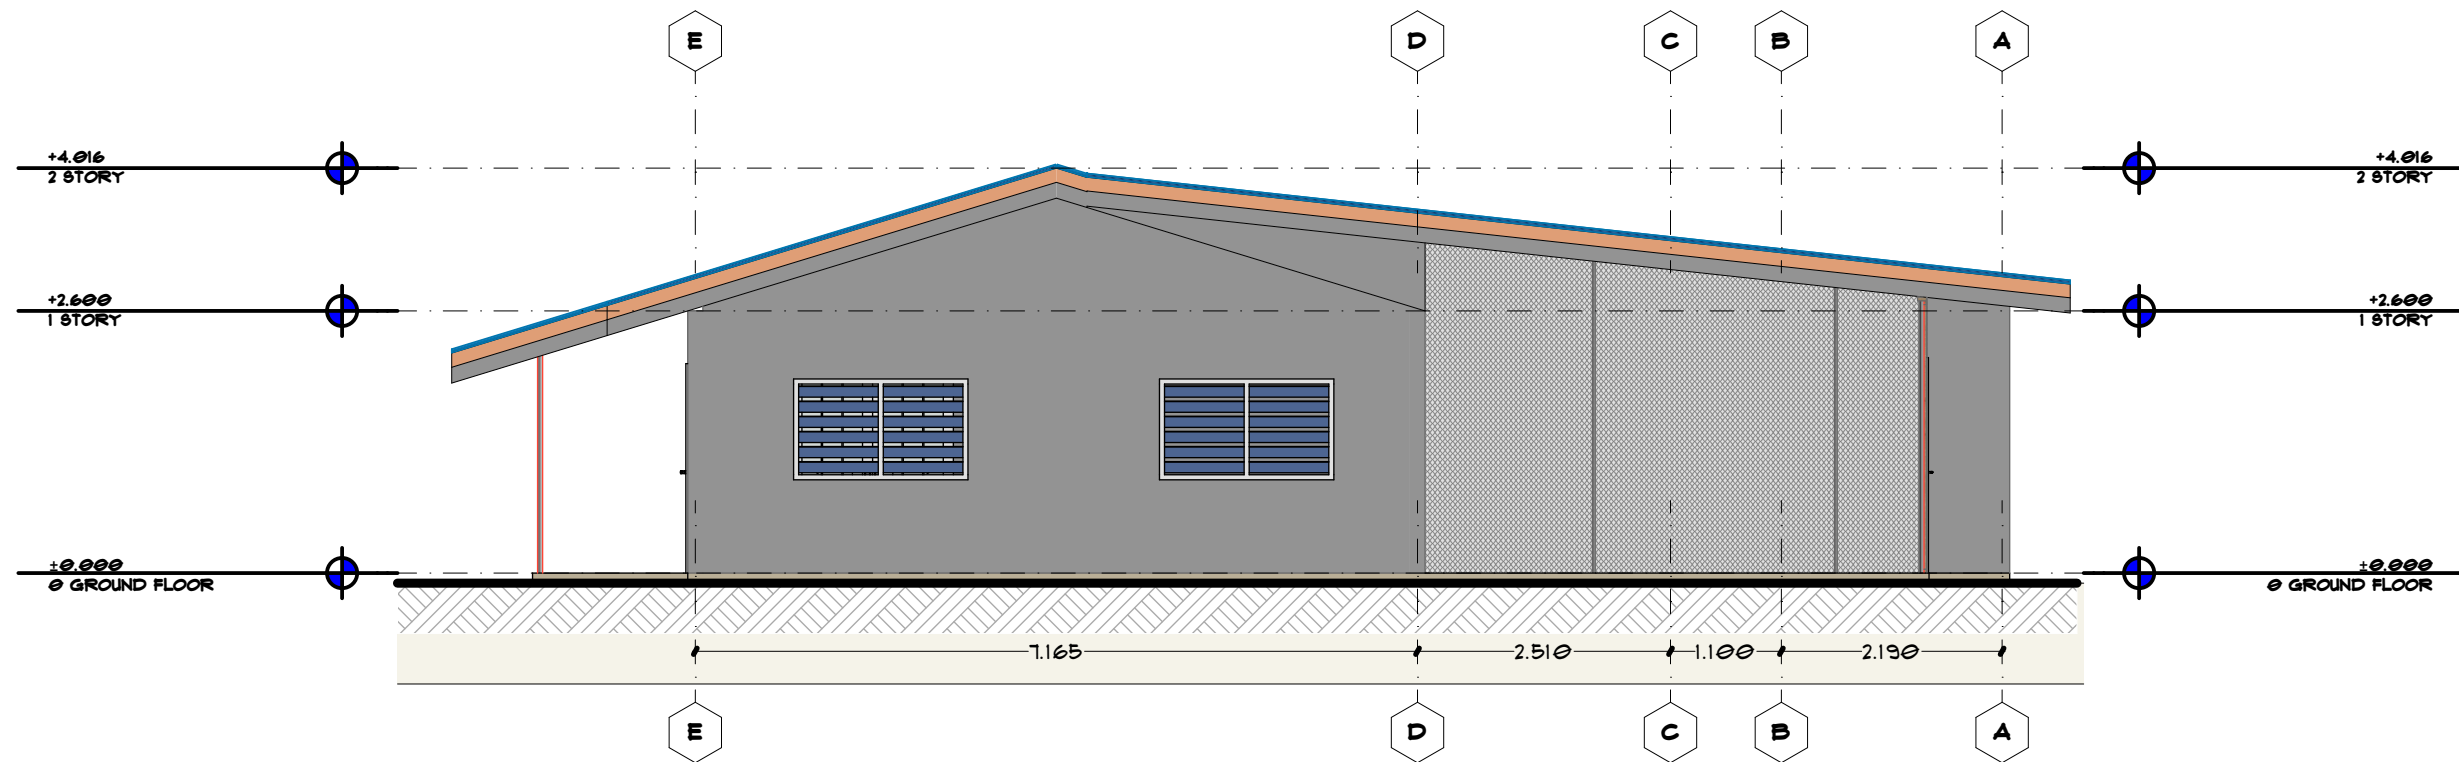 E D C B A
+4.016 +4.016
2 STORY 2 STORY
+2.600 +2.600
1 STORY 1 STORY
±0.000 ±0.000
0 GROUND FLOOR 0 GROUND FLOOR
7.165 2.510 1.100 2.190
E D C B A